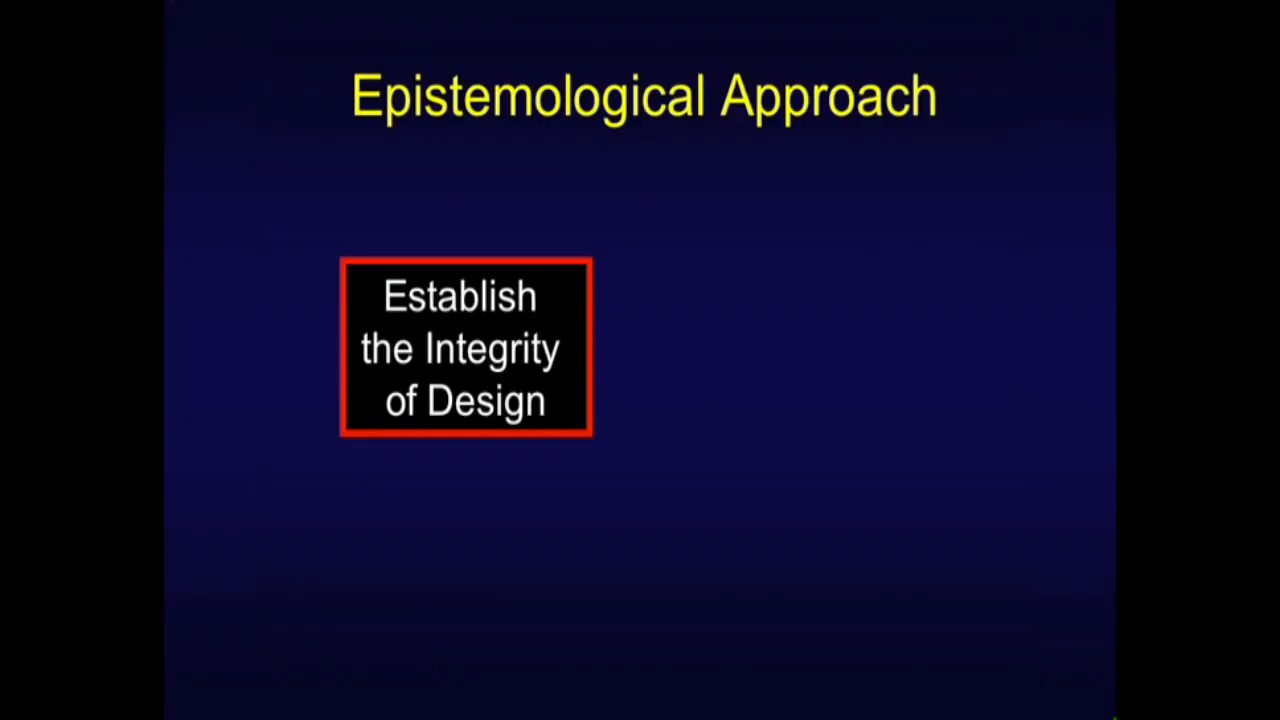 Epistemological Approach
Establish
the Integrity
of Design